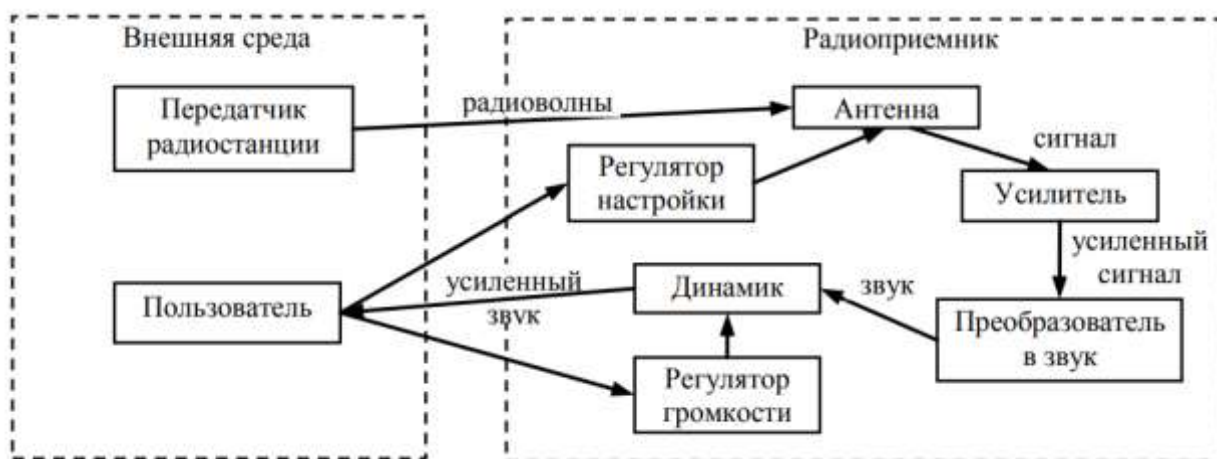 Внешняя среда
Радиоприемник
Передатчик
радиостанции
радиоволны
Антенна
сигнал
Регулятор
настройки
Усилитель
усиленный
сигнал
Пользователь
усиленный
звук
Динамик
звук
Преобразователь
в звук
Регулятор
громкости